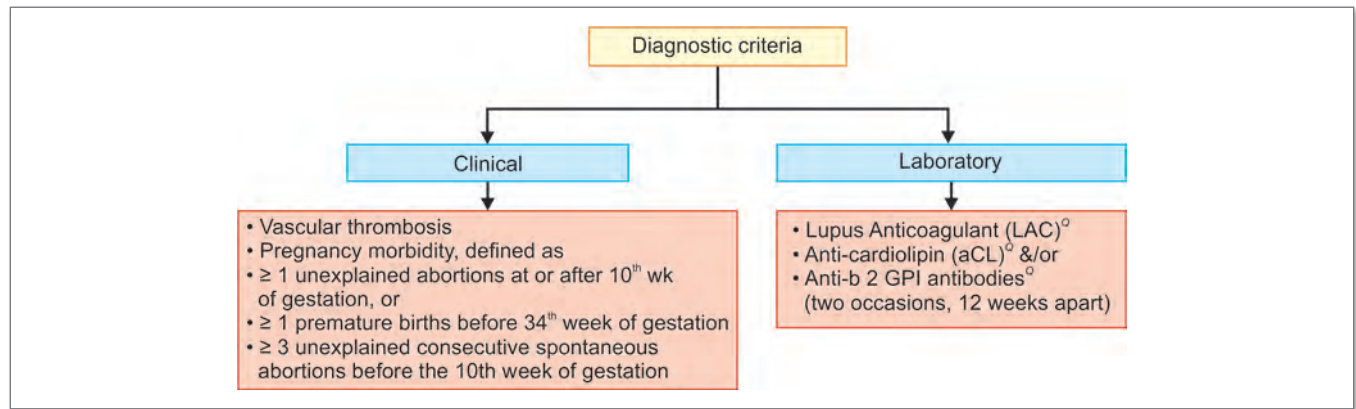 Diagnostic criteria
Clinical
Laboratory
• Vascular thrombosis
• Pregnancy morbidity, defined as
• ≥ 1 unexplained abortions at or after 10th wk
of gestation, or
• ≥ 1 premature births before 34th week of gestation
• ≥ 3 unexplained consecutive spontaneous
abortions before the 10th week of gestation
• Lupus Anticoagulant (LAC)Q
• Anti-cardiolipin (aCL)Q &/or
• Anti-b 2 GPI antibodiesQ
(two occasions, 12 weeks apart)